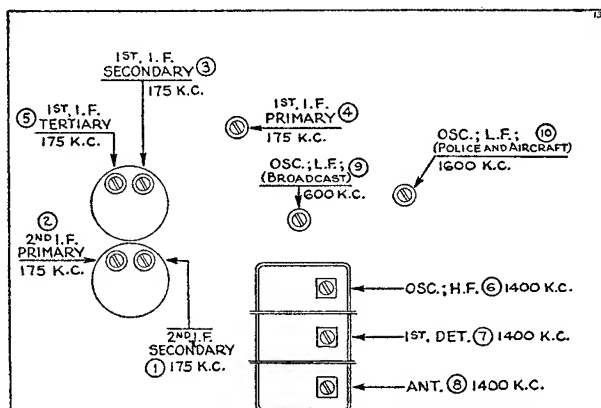 13
1ST. I.F.
SECONDARY ③
175 K.C.
⑤ 1ST. I.F.
TERTIARY
175 K.C.
1ST. I.F. ④
PRIMARY
175 K.C.
OSC.; L.F.; ⑩
(POLICE AND AIRCRAFT)
1600 K.C.
OSC.; L.F.; ⑨
(BROADCAST)
600 K.C.
②
2ND I.F.
PRIMARY
175 K.C.
2ND I.F.
SECONDARY
① 175 K.C.
OSC.; H.F. ⑥ 1400 K.C.
1ST. DET. ⑦ 1400 K.C.
ANT. ⑧ 1400 K.C.